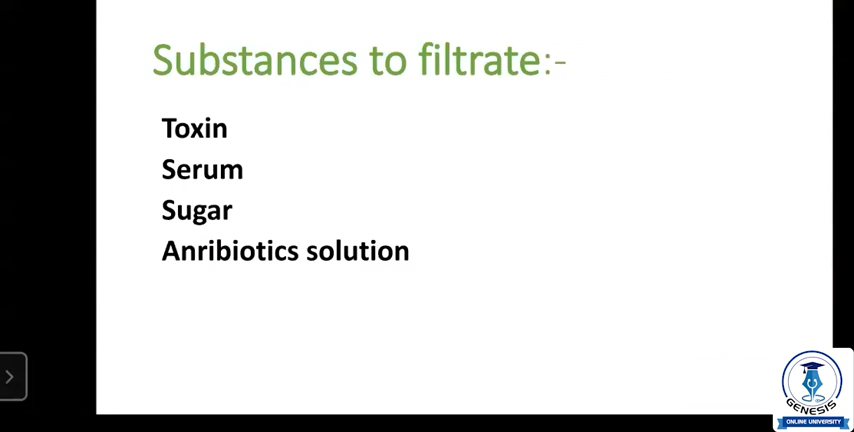 Substances to filtrate:-
Toxin
Serum
Sugar
Anribiotics solution
GENESIS
ONLINE UNIVERSITY